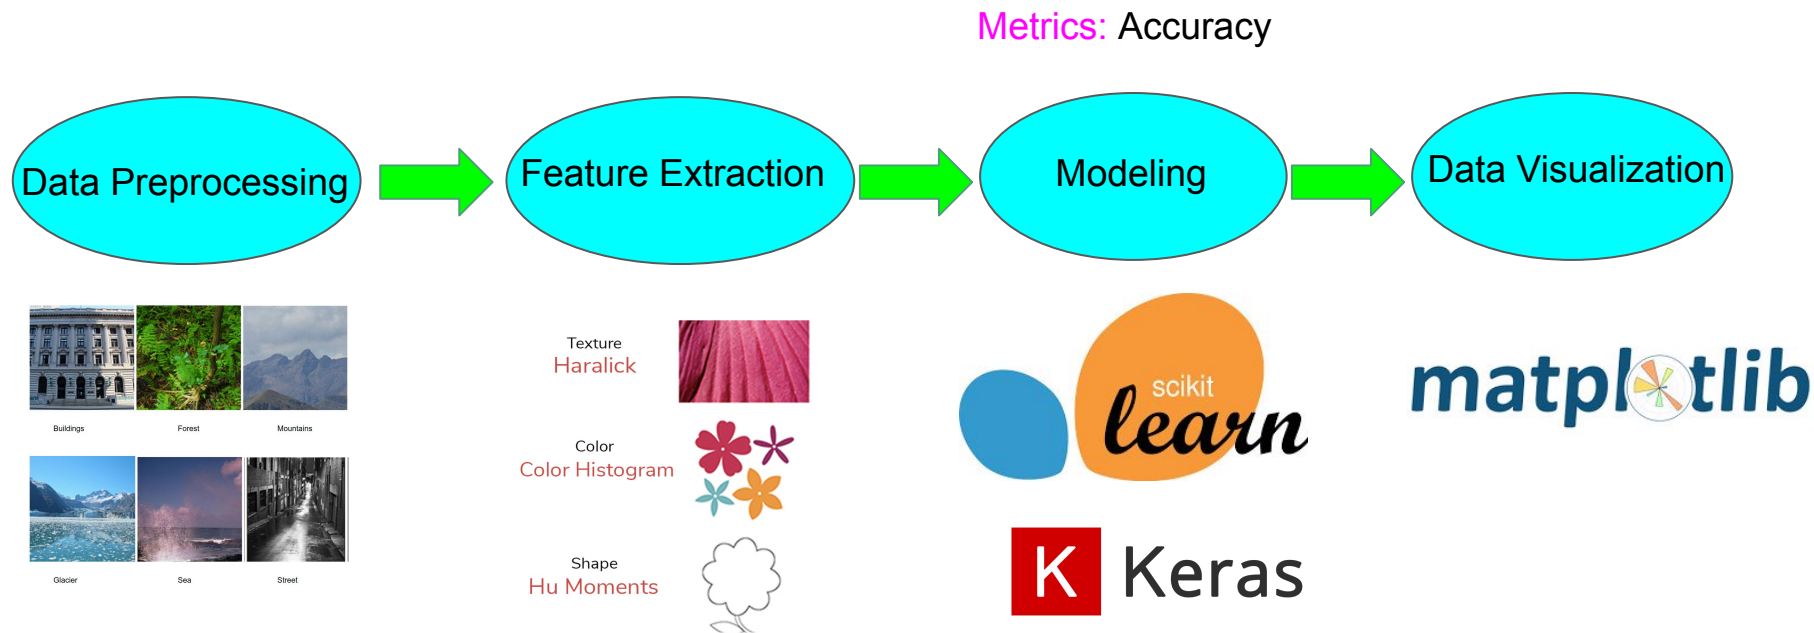 Metrics: Accuracy
Data Preprocessing
Feature Extraction
Modeling
Data Visualization
Buildings
Forest
Mountains
Glacier
Sea
Street
Texture
Haralick
Color
Color Histogram
Shape
Hu Moments
scikit
learn
K Keras
matplotlib